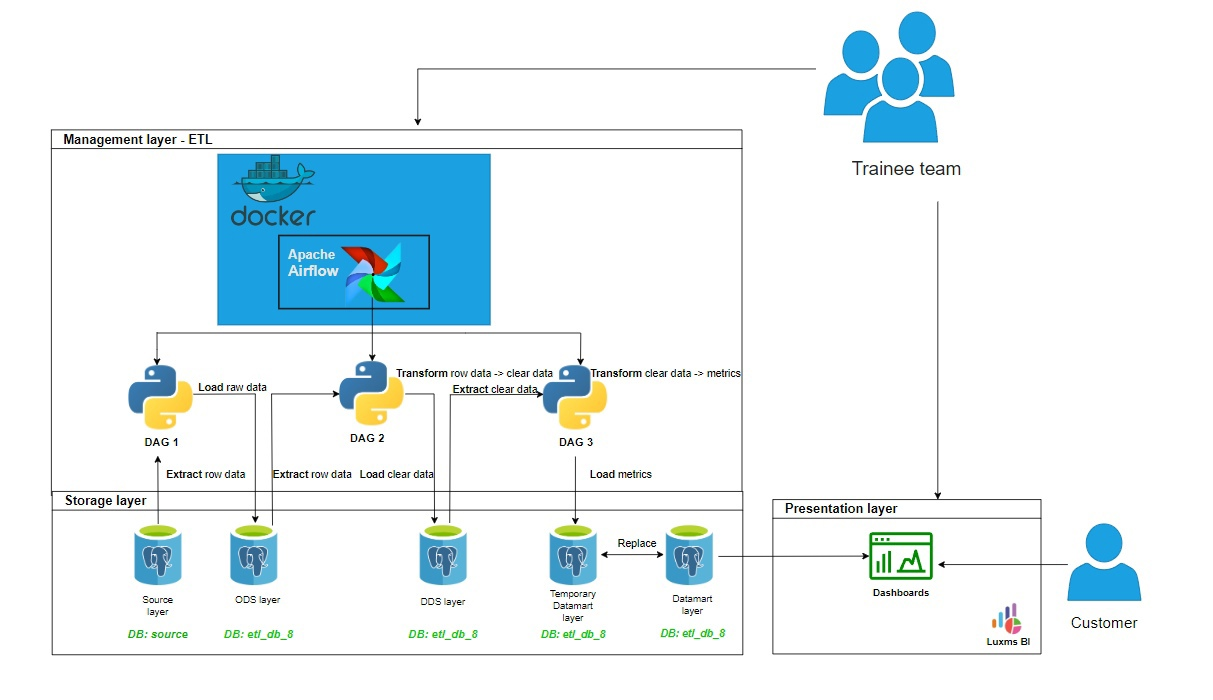 Trainee team
Management layer - ETL
docker
Apache
Airflow
Transform row data -> clear data
Transform clear data -> metrics
Load raw data
Extract clear data
DAG 1
DAG 2
DAG 3
Extract row data
Extract row data
Load clear data
Load metrics
Storage layer
Presentation layer
Replace
Source
layer
ODS layer
DDS layer
Temporary
Datamart
layer
Datamart
layer
Dashboards
Customer
DB: source
DB: etl_db_8
DB: etl_db_8
DB: etl_db_8
DB: etl_db_8
Luxms BI